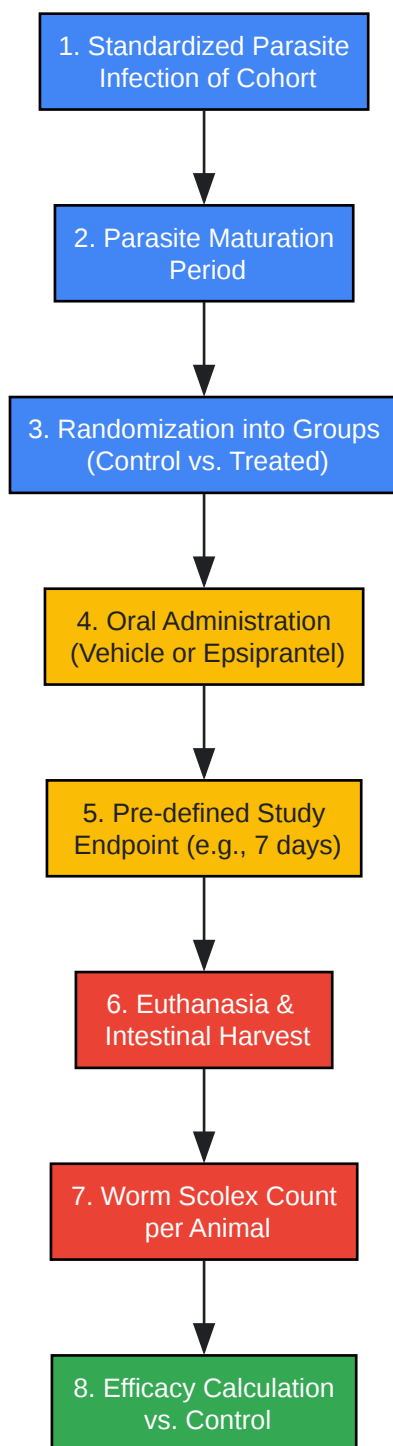 1. Standardized Parasite
Infection of Cohort
2. Parasite Maturation
Period
3. Randomization into Groups
(Control vs. Treated)
4. Oral Administration
(Vehicle or Epsiprantel)
5. Pre-defined Study
Endpoint (e.g., 7 days)
6. Euthanasia &
Intestinal Harvest
7. Worm Scolex Count
per Animal
8. Efficacy Calculation
vs. Control